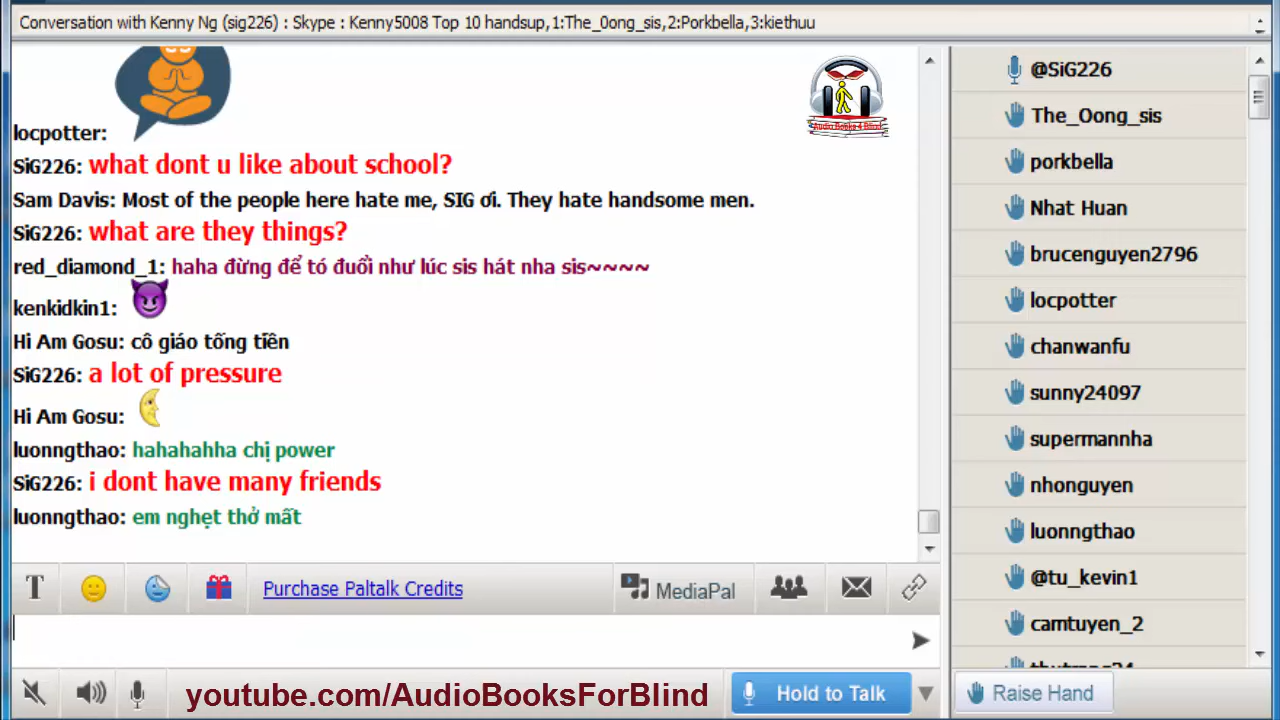 Conversation with Kenny Ng (sig226) : Skype : Kenny5008 Top 10 handsup,1:The_0ong_sis,2:Porkbella,3:kiethuu
locpotter:
SiG226: what dont u like about school?
Sam Davis: Most of the people here hate me, SIG ơi. They hate handsome men.
SiG226: what are they things?
red_diamond_1: haha đừng để tó đuổi như lúc sis hát nha sis~~~~
kenkidkin1:
Hi Am Gosu: cô giáo tống tiền
SiG226: a lot of pressure
Hi Am Gosu:
luonngthao: hahahahha chị power
SiG226: i dont have many friends
luonngthao: em nghẹt thở mất
Audio Books 4 Blind
@SiG226
The_Oong_sis
porkbella
Nhat Huan
brucenguyen2796
locpotter
chanwanfu
sunny24097
supermannha
nhonguyen
luonngthao
@tu_kevin1
camtuyen_2
T
Purchase Paltalk Credits
MediaPal
youtube.com/AudioBooksForBlind
Hold to Talk
Raise Hand